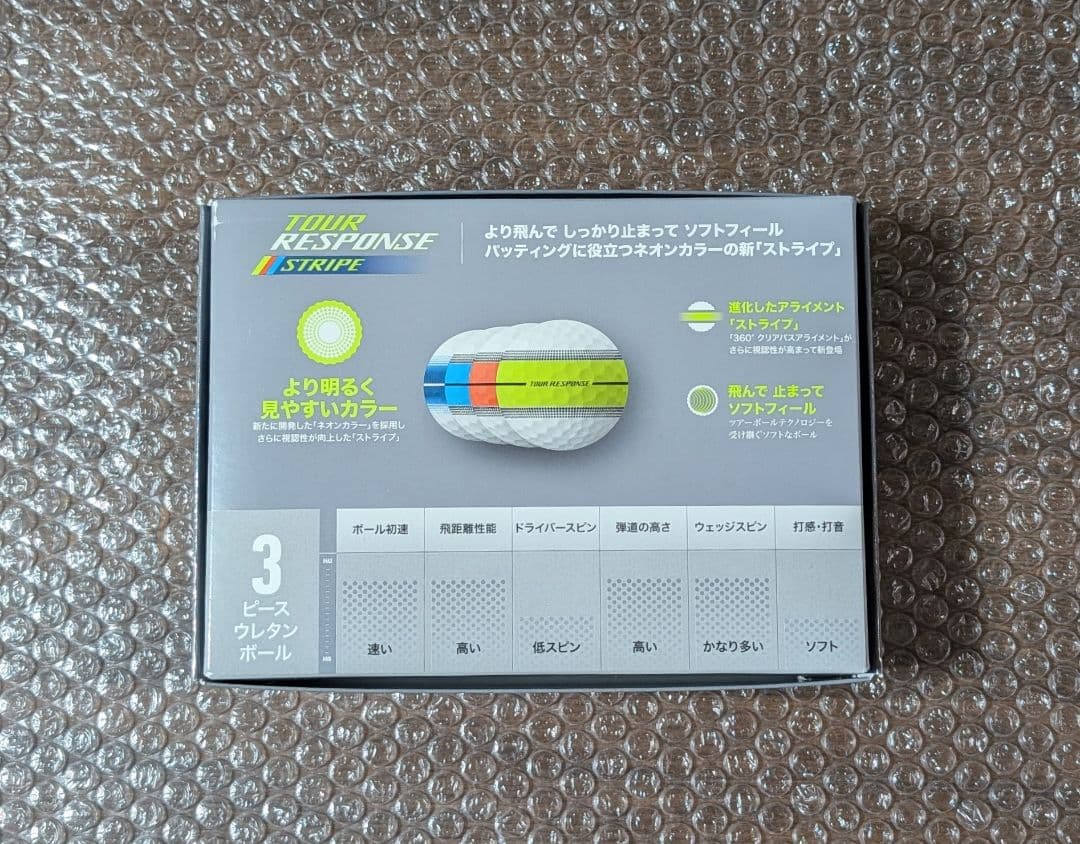 TOUR
RESPONSE
STRIPE
より飛んで しっかり止まって ソフトフィール
パッティングに役立つネオンカラーの新「ストライプ」
より明るく
見やすいカラー
新たに開発した「ネオンカラー」を採用し
さらに視認性が向上した「ストライプ」
TOUR RESPONSE
進化したアライメント
「ストライプ」
「360°クリアパスアライメント」が
さらに視認性が高まって新登場
飛んで 止まって
ソフトフィール
ツアーボールテクノロジーを
受け継ぐソフトなボール
3
ピース
ウレタン
ボール
MAX
MIN
ボール初速
飛距離性能
ドライバースピン
弾道の高さ
ウェッジスピン
打感・打音
速い
高い
低スピン
高い
かなり多い
ソフト